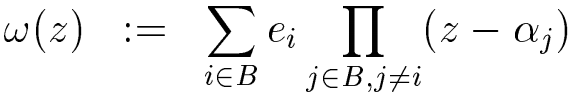 ω(z) := ∑_{i∈B} e_i ∏_{j∈B, j≠i} (z − α_j)